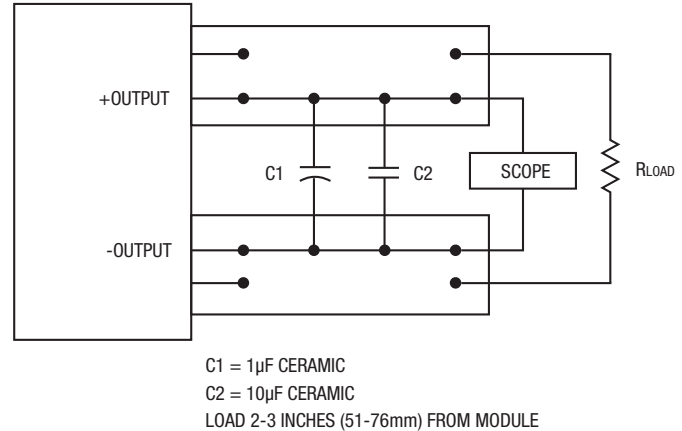 +OUTPUT
C1
C2
SCOPE
RLOAD
-OUTPUT
C1 = 1µF CERAMIC
C2 = 10µF CERAMIC
LOAD 2-3 INCHES (51-76mm) FROM MODULE